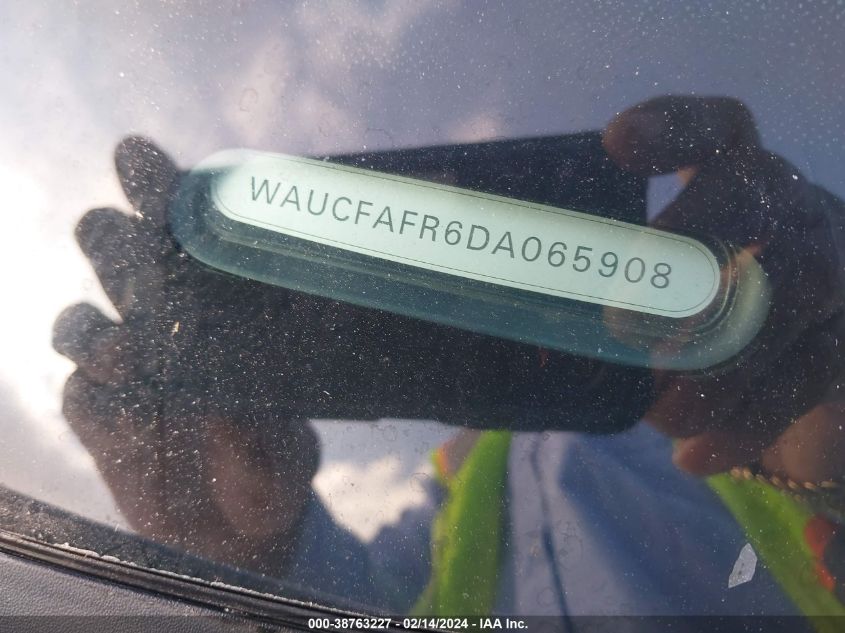 WAUCFAFR6DA065908
000-38763227 - 02/14/2024 - IAA Inc.